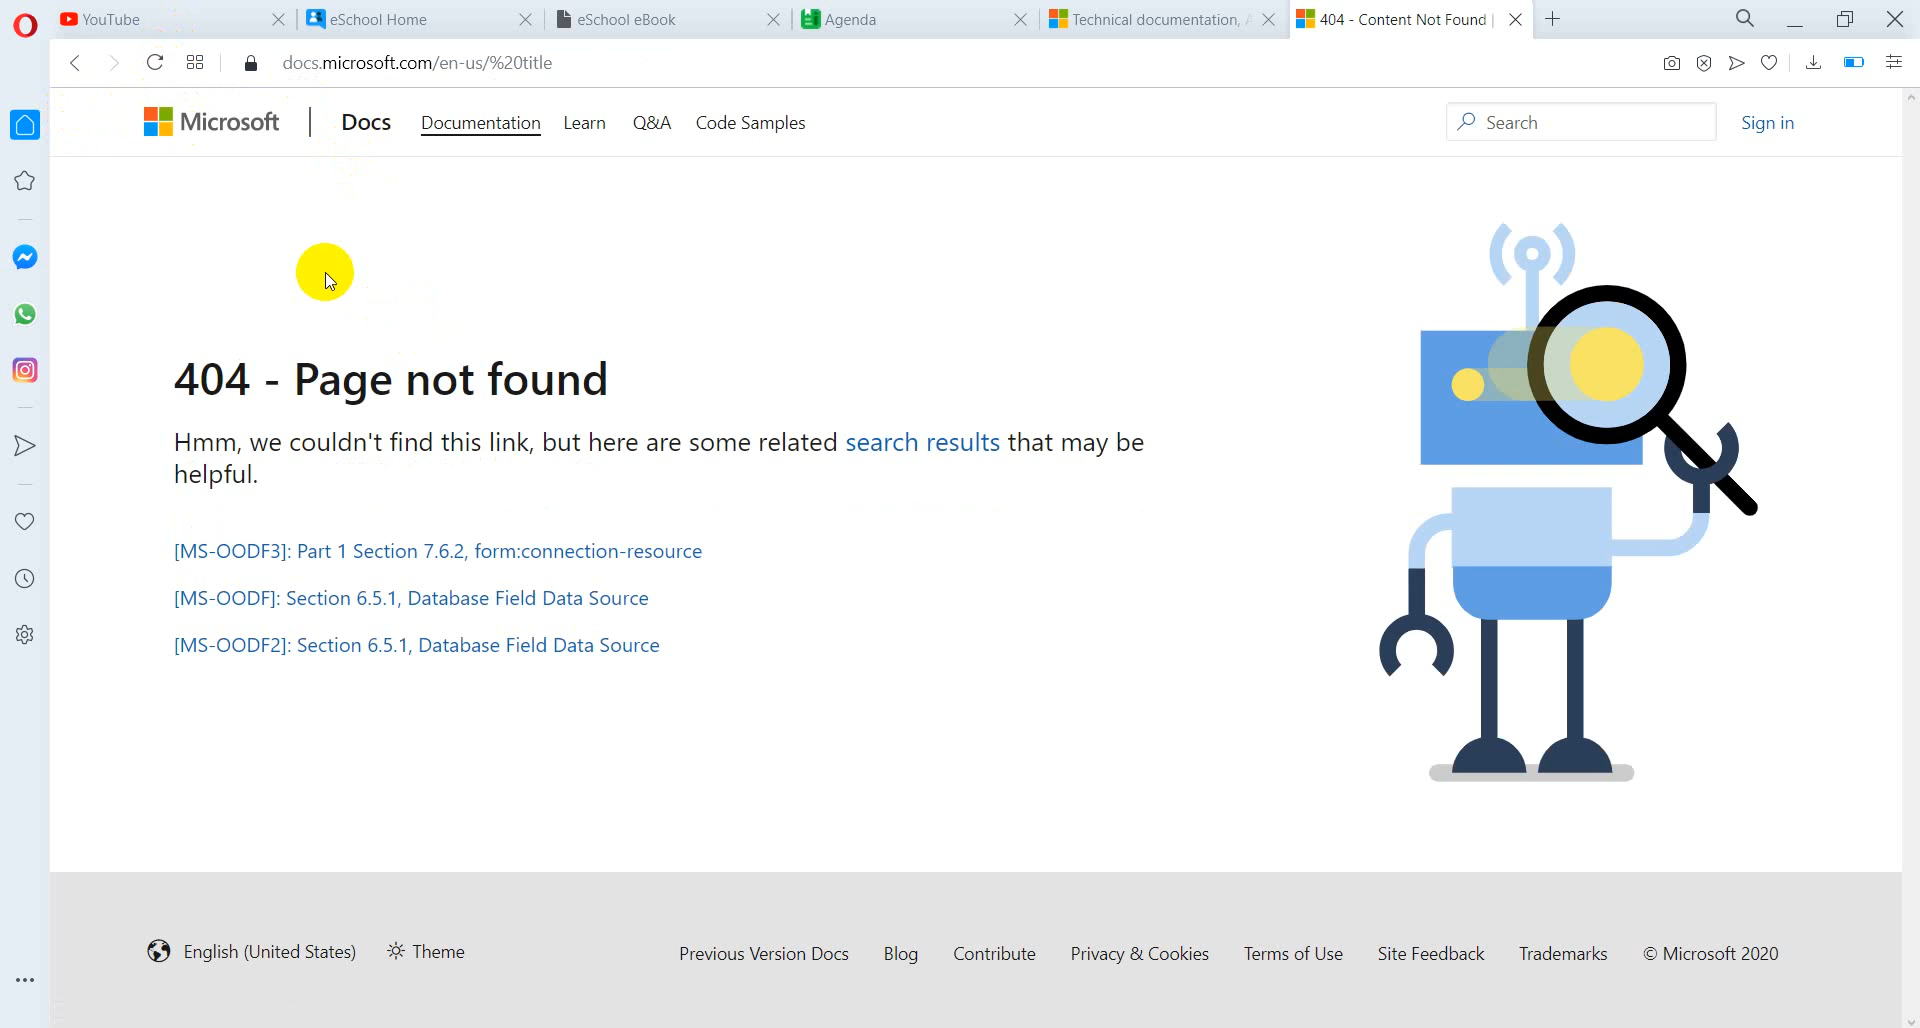 YouTube
eSchool Home
eSchool eBook
Agenda
Technical documentation,
404 - Content Not Found
docs.microsoft.com/en-us/%20title
Microsoft
Docs
Documentation
Learn
Q&A
Code Samples
Search
Sign in
404 - Page not found
Hmm, we couldn't find this link, but here are some related search results that may be
helpful.
[MS-OODF3]: Part 1 Section 7.6.2, form:connection-resource
[MS-OODF]: Section 6.5.1, Database Field Data Source
[MS-OODF2]: Section 6.5.1, Database Field Data Source
English (United States)
Theme
Previous Version Docs
Blog
Contribute
Privacy & Cookies
Terms of Use
Site Feedback
Trademarks
© Microsoft 2020